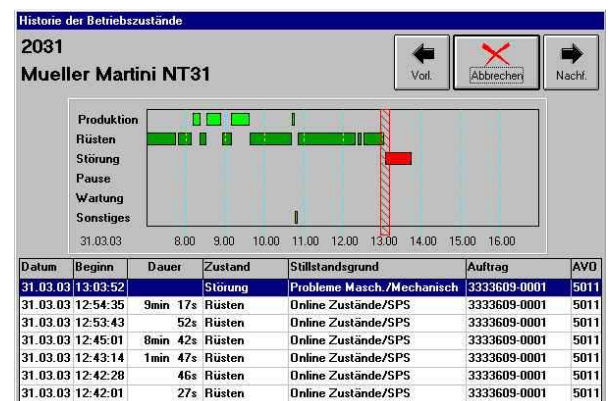 Historie der Betriebszustände
2031
Mueller Martini NT31
Vorl.
Abbrechen
Nachf.
Produktion
Rüsten
Störung
Pause
Wartung
Sonstiges
31.03.03 8.00 9.00 10.00 11.00 12.00 13.00 14.00 15.00 16.00
Datum Beginn Dauer Zustand Stillstandsgrund Auftrag AVO
31.03.03 13:03:52 Störung Probleme Masch./Mechanisch 3333609-0001 5011
31.03.03 12:54:35 9min 17s Rüsten Online Zustände/SPS 3333609-0001 5011
31.03.03 12:53:43 52s Rüsten Online Zustände/SPS 3333609-0001 5011
31.03.03 12:45:01 8min 42s Rüsten Online Zustände/SPS 3333609-0001 5011
31.03.03 12:43:14 1min 47s Rüsten Online Zustände/SPS 3333609-0001 5011
31.03.03 12:42:28 46s Rüsten Online Zustände/SPS 3333609-0001 5011
31.03.03 12:42:01 27s Rüsten Online Zustände/SPS 3333609-0001 5011